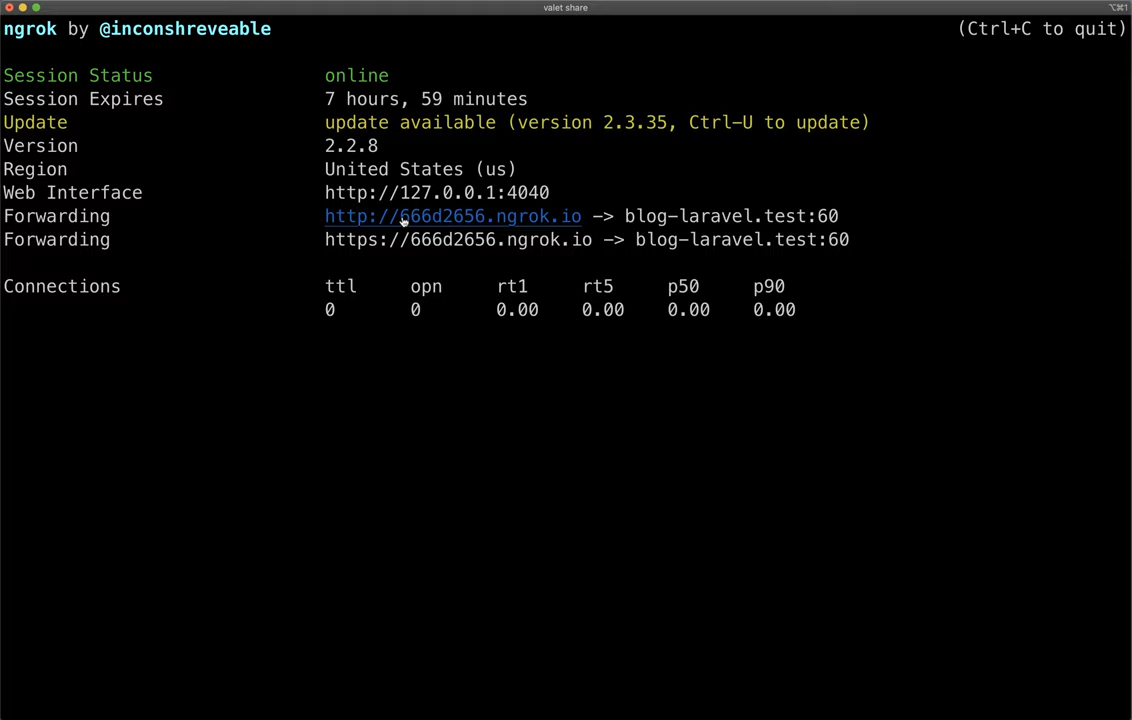 valet share
⌥⌘1
ngrok by @inconshreveable (Ctrl+C to quit)
Session Status online
Session Expires 7 hours, 59 minutes
Update update available (version 2.3.35, Ctrl-U to update)
Version 2.2.8
Region United States (us)
Web Interface http://127.0.0.1:4040
Forwarding http://666d2656.ngrok.io -> blog-laravel.test:60
Forwarding https://666d2656.ngrok.io -> blog-laravel.test:60
Connections ttl opn rt1 rt5 p50 p90
0 0 0.00 0.00 0.00 0.00